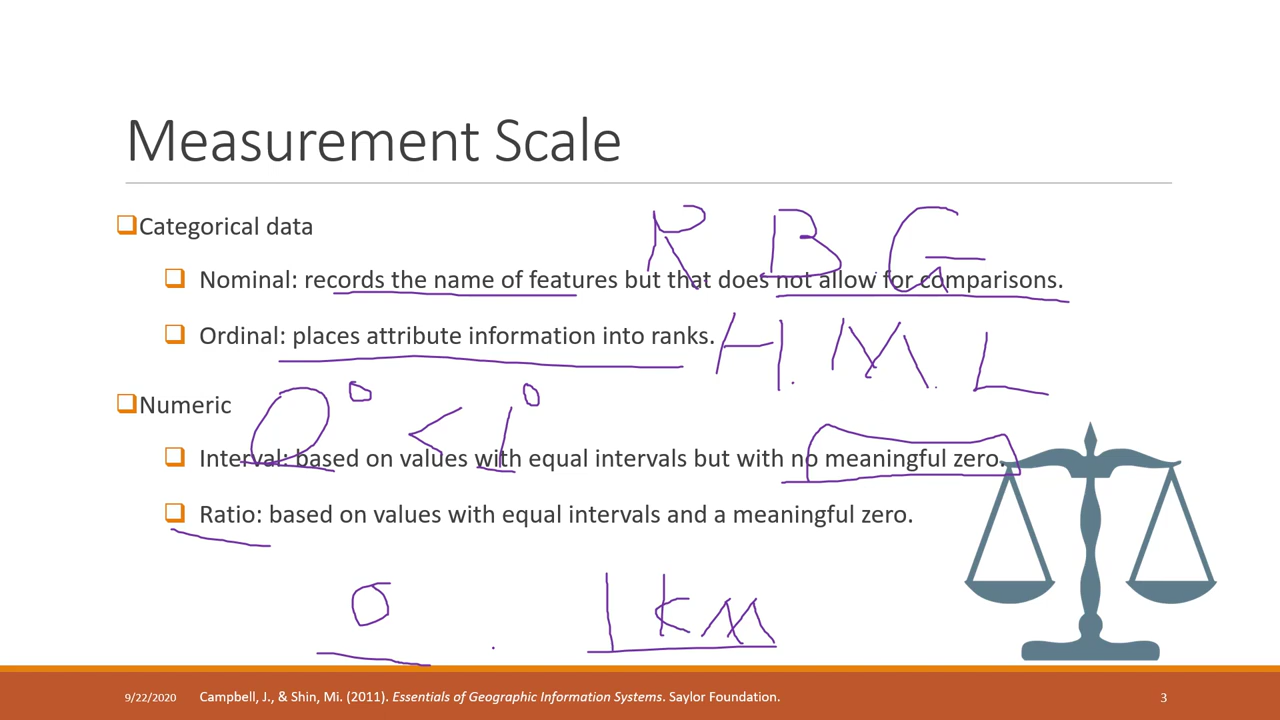 Measurement Scale
Categorical data
R B G
Nominal: records the name of features but that does not allow for comparisons.
Ordinal: places attribute information into ranks.
H. M. L
Numeric
0° < 1°
Interval: based on values with equal intervals but with no meaningful zero.
Ratio: based on values with equal intervals and a meaningful zero.
0 . 1 km
9/22/2020 Campbell, J., & Shin, Mi. (2011). Essentials of Geographic Information Systems. Saylor Foundation. 3